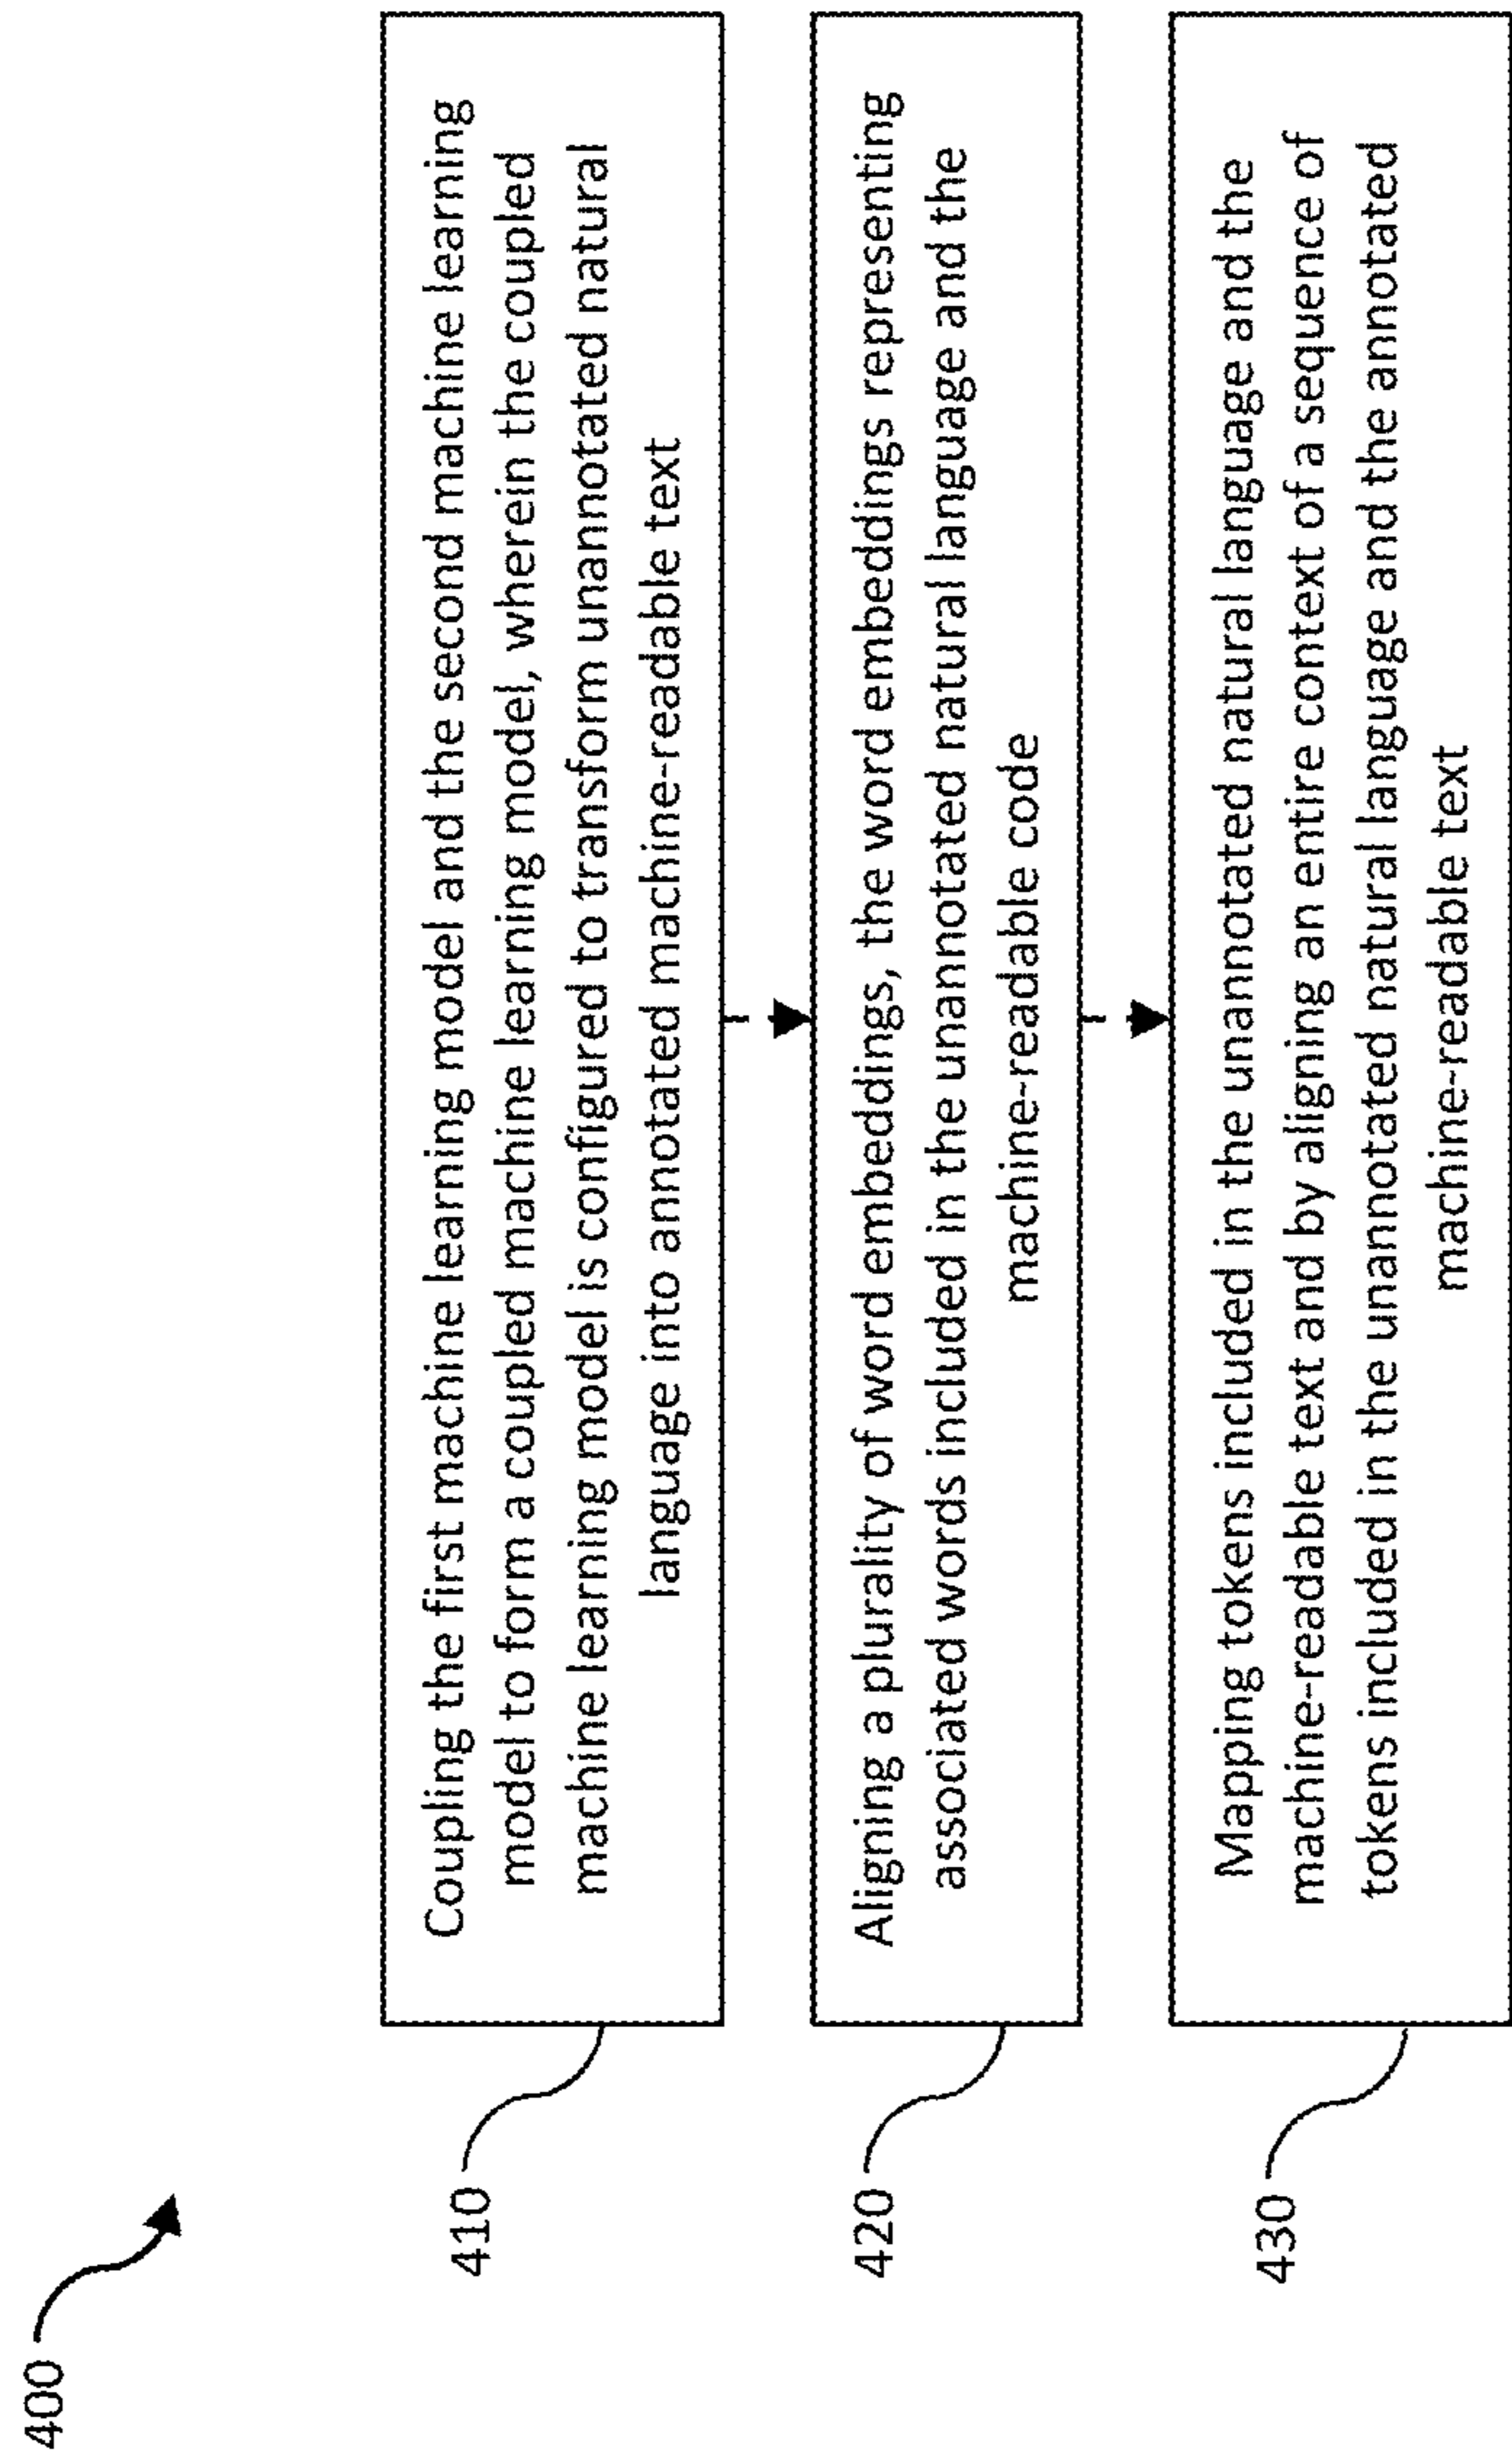 400
410
Coupling the first machine learning model and the second machine learning
model to form a coupled machine learning model, wherein the coupled
machine learning model is configured to transform unannotated natural
language into annotated machine-readable text
420
Aligning a plurality of word embeddings, the word embeddings representing
associated words included in the unannotated natural language and the
machine-readable code
430
Mapping tokens included in the unannotated natural language and the
machine-readable text and by aligning an entire context of a sequence of
tokens included in the unannotated natural language and the annotated
machine-readable text